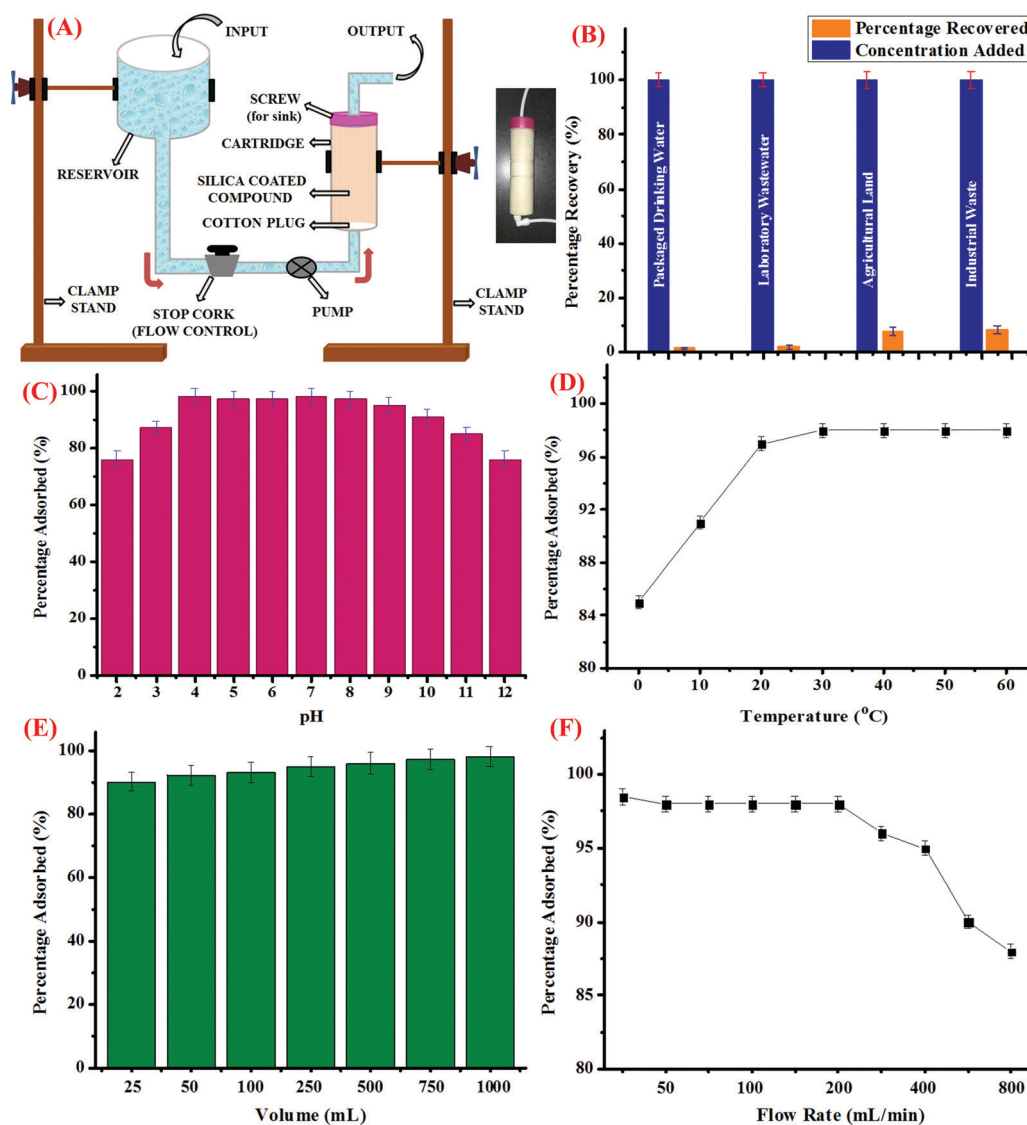 (A)
INPUT
OUTPUT
SCREW
(for sink)
CARTRIDGE
RESERVOIR
SILICA COATED
COMPOUND
COTTON PLUG
CLAMP
STAND
STOP CORK
(FLOW CONTROL)
PUMP
CLAMP
STAND
(B)
Percentage Recovered
Concentration Added
Percentage Recovery (%)
100
80
60
40
20
0
Packaged Drinking Water
Laboratory Wastewater
Agricultural Land
Industrial Waste
(C)
Percentage Adsorbed (%)
100
80
60
40
20
0
2 3 4 5 6 7 8 9 10 11 12
pH
(D)
Percentage Adsorbed (%)
100
96
92
88
84
80
0 10 20 30 40 50 60
Temperature (°C)
(E)
Percentage Adsorbed (%)
100
80
60
40
20
0
25 50 100 250 500 750 1000
Volume (mL)
(F)
Percentage Adsorbed (%)
100
95
90
85
80
50 100 200 400 800
Flow Rate (mL/min)